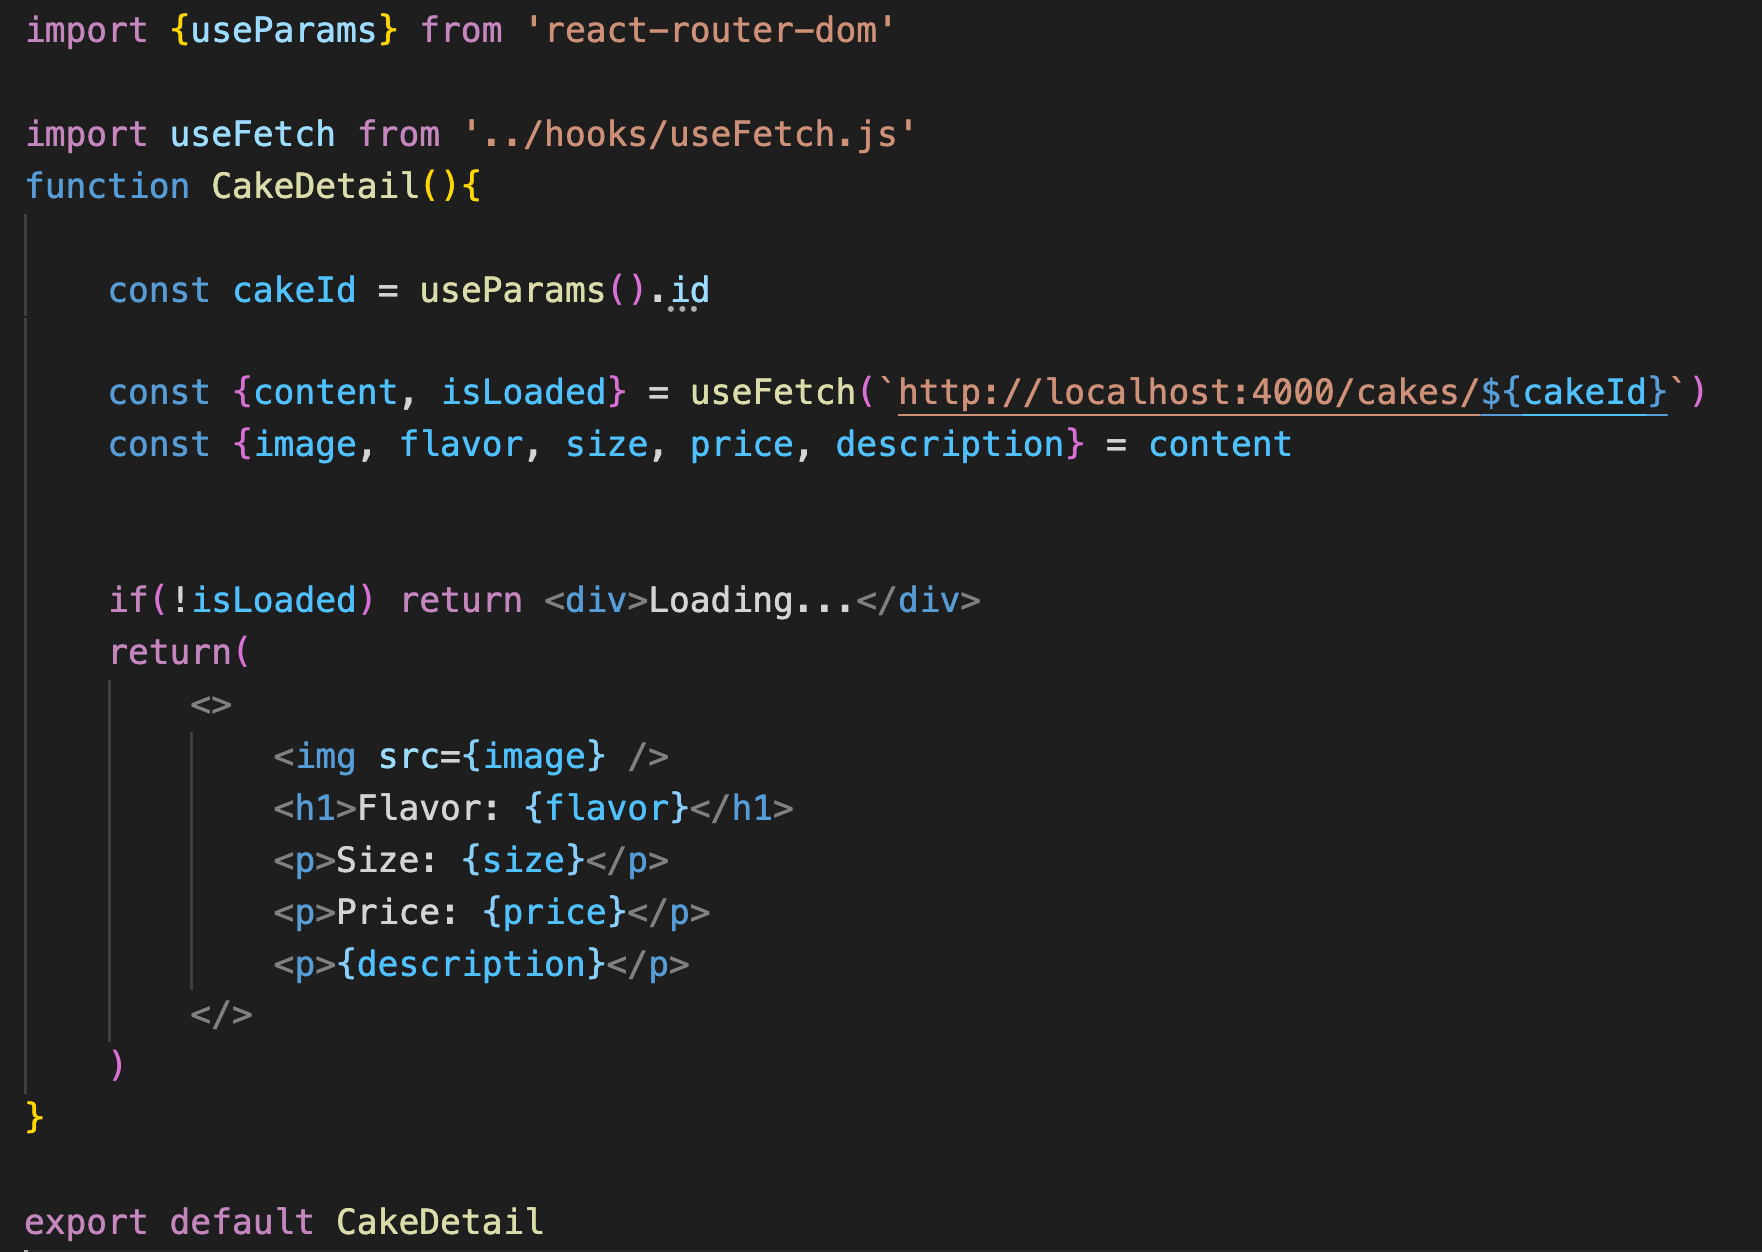 import {useParams} from 'react-router-dom'
import useFetch from '../hooks/useFetch.js'
function CakeDetail(){
const cakeId = useParams().id
const {content, isLoaded} = useFetch(`http://localhost:4000/cakes/${cakeId}`)
const {image, flavor, size, price, description} = content
if(!isLoaded) return <div>Loading...</div>
return(
<>
<img src={image} />
<h1>Flavor: {flavor}</h1>
<p>Size: {size}</p>
<p>Price: {price}</p>
<p>{description}</p>
</>
)
}
export default CakeDetail